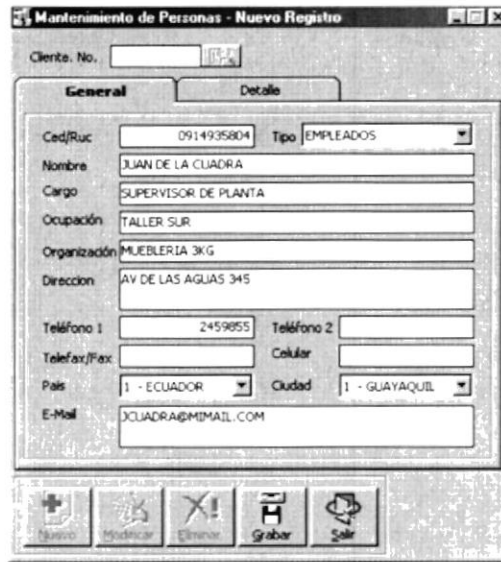 Mantenimiento de Personas - Nuevo Registro
Cliente. No.
General Detalle
Ced/Ruc 0914935804 Tipo EMPLEADOS
Nombre JUAN DE LA CUADRA
Cargo SUPERVISOR DE PLANTA
Ocupación TALLER SUR
Organización MUEBLERIA 3KG
Direccion AV DE LAS AGUAS 345
Teléfono 1 2459855 Teléfono 2
Telefax/Fax Celular
Pais 1 - ECUADOR Ciudad 1 - GUAYAQUIL
E-Mail JCUADRA@MIMAIL.COM
Nuevo Modificar Eliminar Grabar Salir